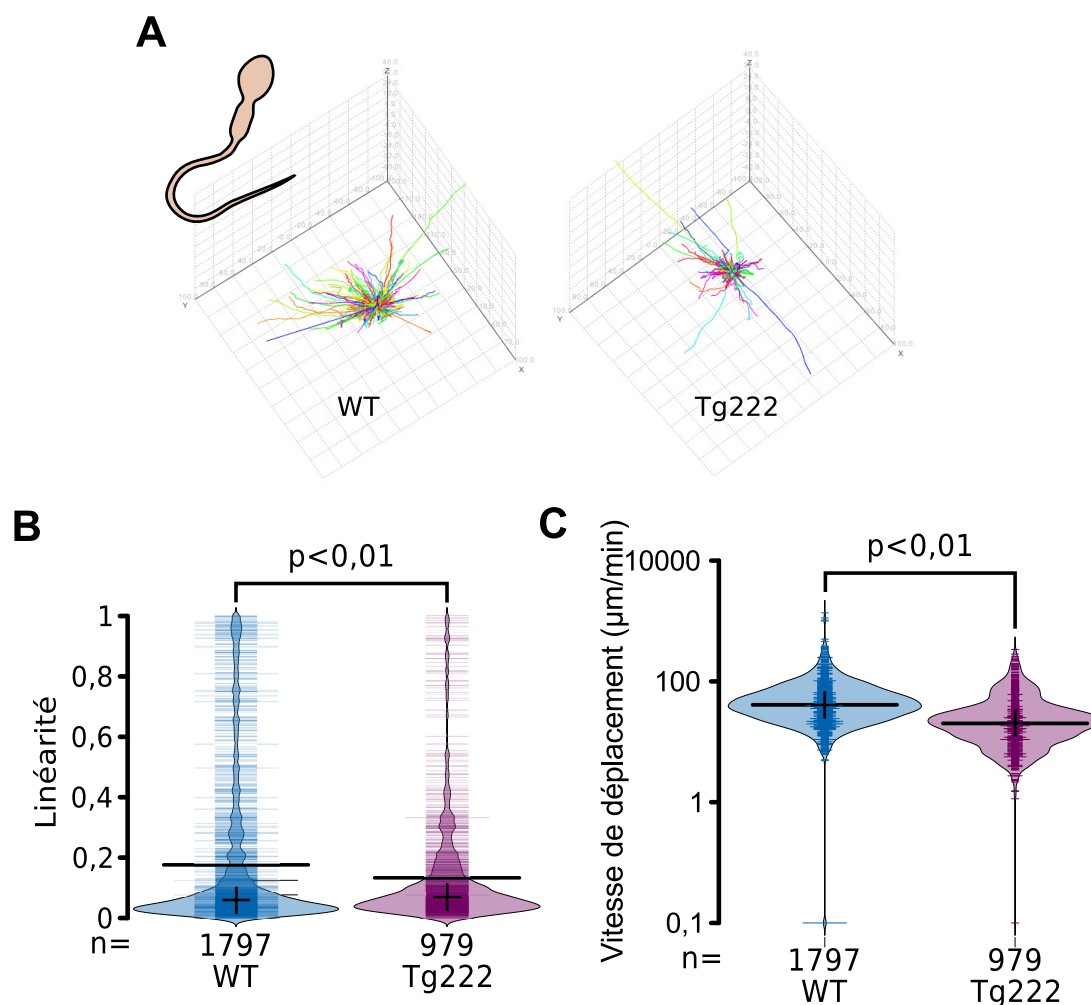 A
Z
Y
X
WT
Z
Y
X
Tg222
B
p<0,01
Linéarité
1
0,8
0,6
0,4
0,2
0
n=
1797
979
WT
Tg222
C
p<0,01
Vitesse de déplacement (µm/min)
10000
100
1
0,1
n=
1797
979
WT
Tg222